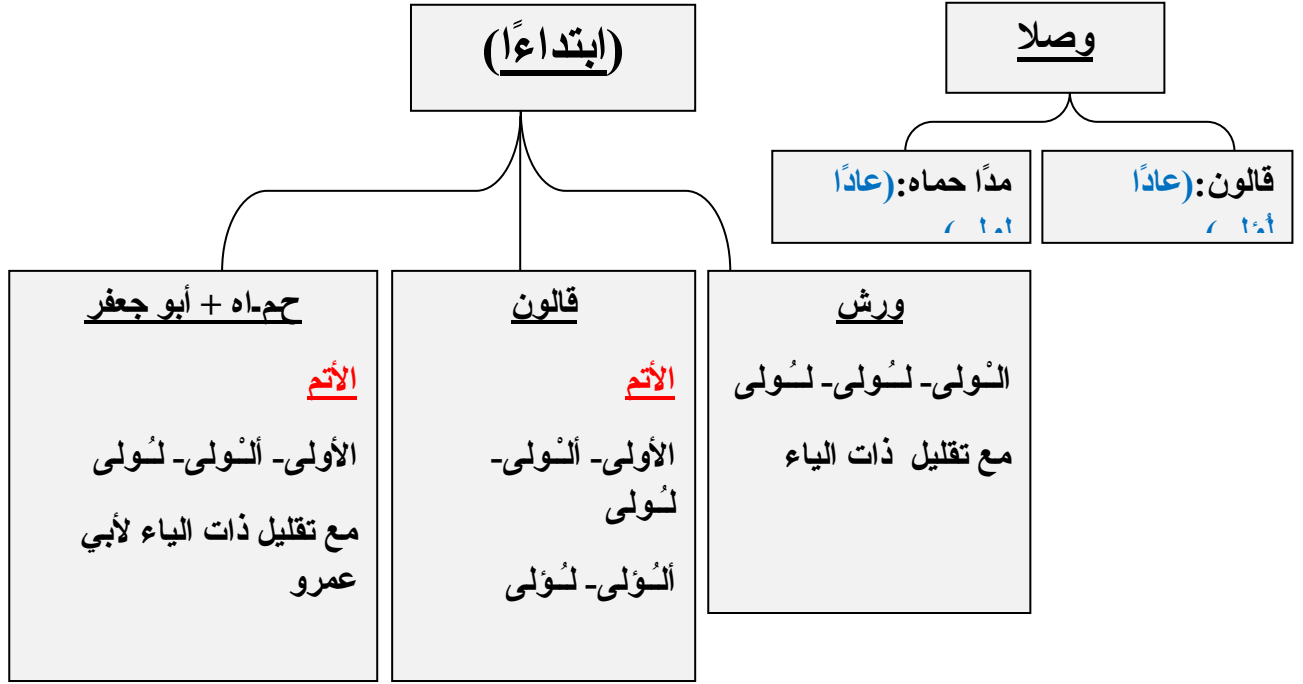 وصلا
قالون:(عادًا
مدًا حماه:(عادًا
(ابتداءًا)
ورش
الـْولى- لـُولى- لـُولى
مع تقليل ذات الياء
قالون
الأتم
الأولى- ألـْولى-
لـُولى
ألـُؤلى- لـُؤلى
حم-اه + أبو جعفر
الأتم
الأولى- ألـْولى- لـُولى
مع تقليل ذات الياء لأبي
عمرو